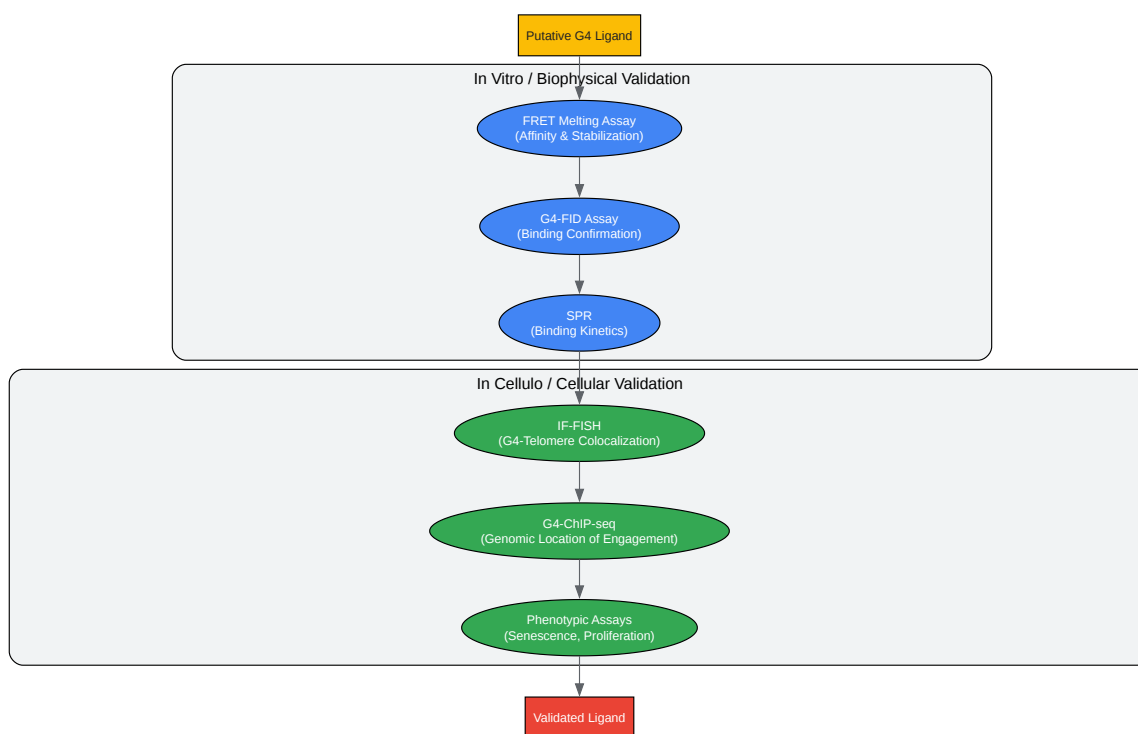 Putative G4 Ligand
In Vitro / Biophysical Validation
FRET Melting Assay
(Affinity & Stabilization)
G4-FID Assay
(Binding Confirmation)
SPR
(Binding Kinetics)
In Cellulo / Cellular Validation
IF-FISH
(G4-Telomere Colocalization)
G4-ChIP-seq
(Genomic Location of Engagement)
Phenotypic Assays
(Senescence, Proliferation)
Validated Ligand